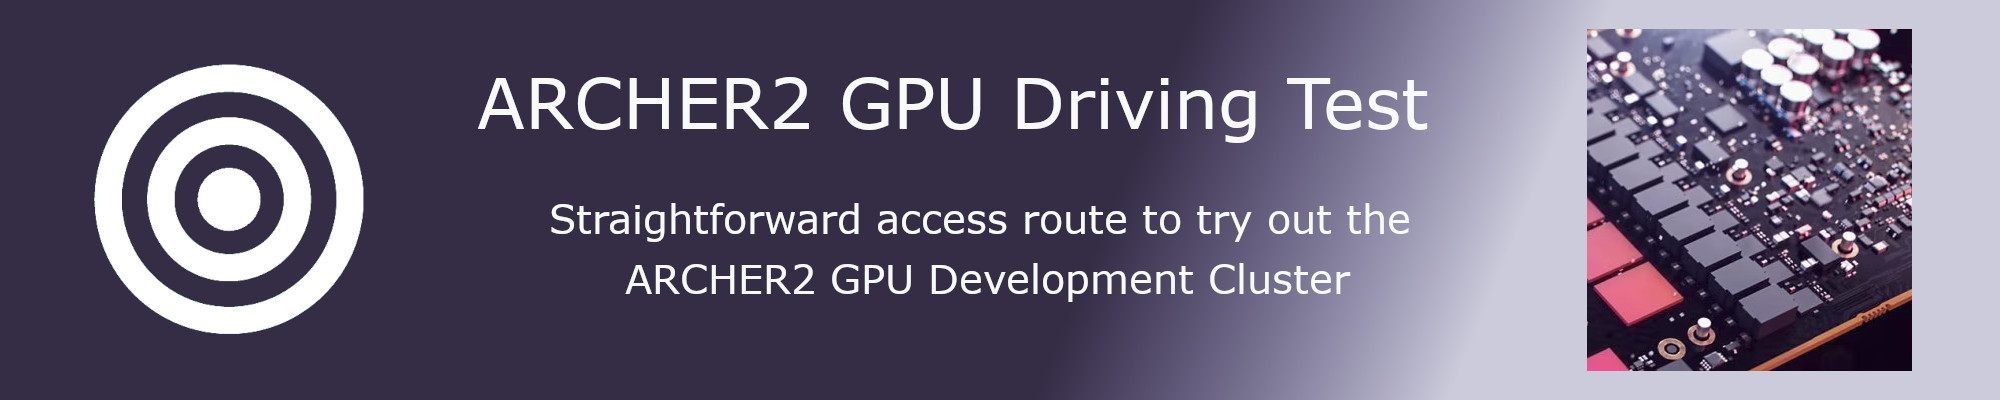 ARCHER2 GPU Driving Test
Straightforward access route to try out the
ARCHER2 GPU Development Cluster